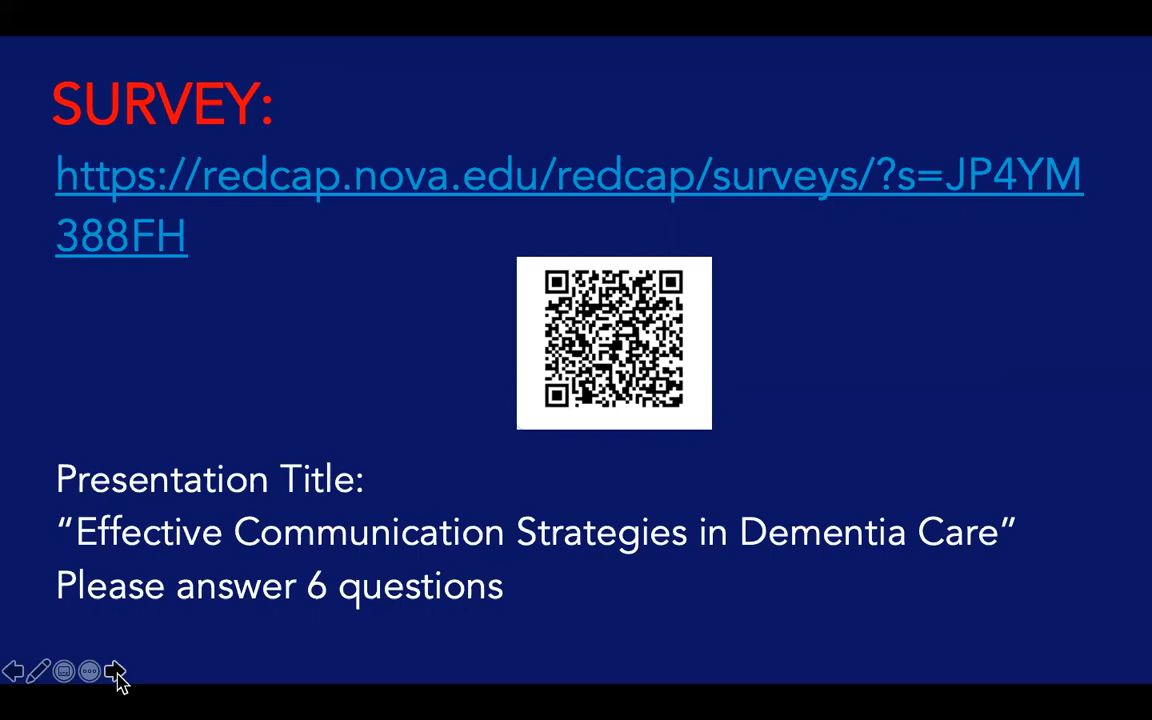 SURVEY:
https://redcap.nova.edu/redcap/surveys/?s=JP4YM
388FH
Presentation Title:
“Effective Communication Strategies in Dementia Care”
Please answer 6 questions